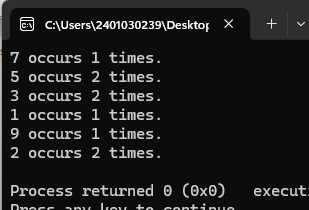 C:\Users\2401030239\Desktop
7 occurs 1 times.
5 occurs 2 times.
3 occurs 2 times.
1 occurs 1 times.
9 occurs 1 times.
2 occurs 2 times.
Process returned 0 (0x0) executi
Press any key to continue